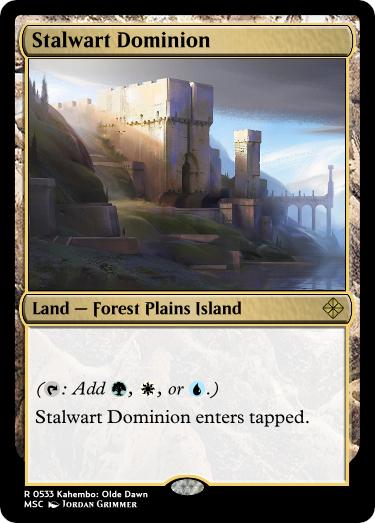 Stalwart Dominion
Land — Forest Plains Island
(: Add , , or .)
Stalwart Dominion enters tapped.
R 0533 Kahembo: Olde Dawn
MSC Jordan Grimmer